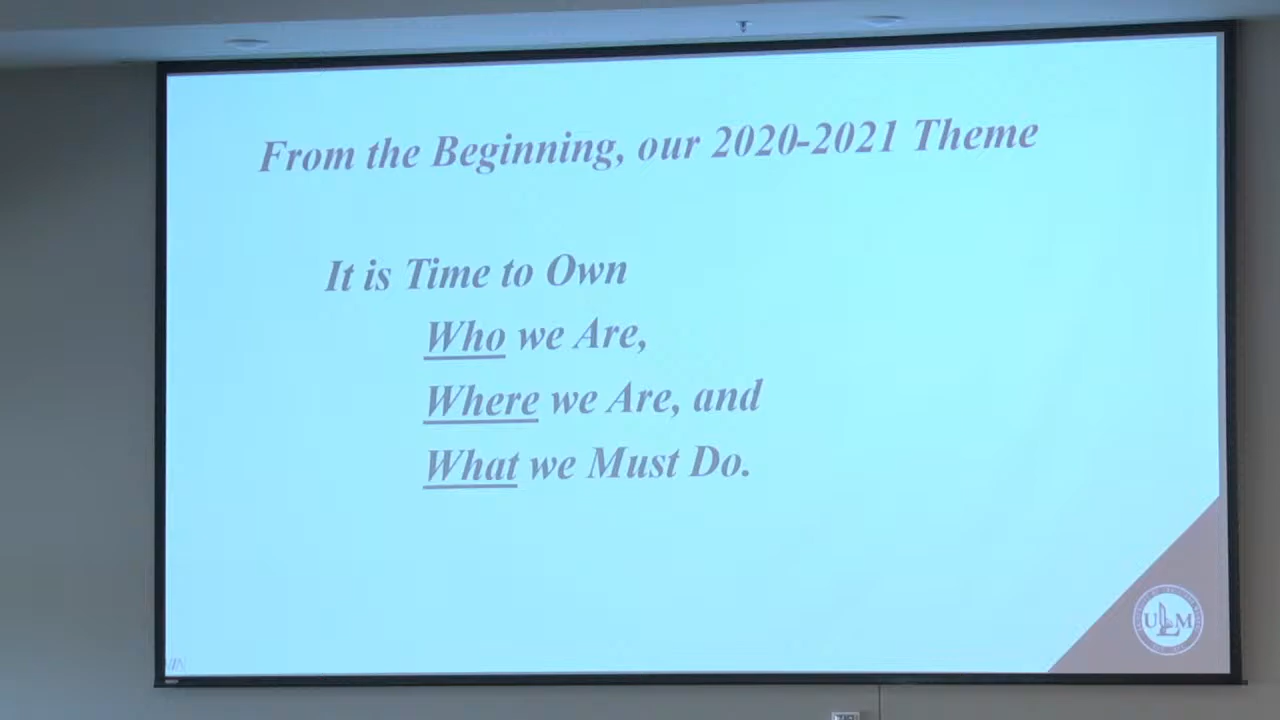 From the Beginning, our 2020-2021 Theme
It is Time to Own
Who we Are,
Where we Are, and
What we Must Do.
ULM